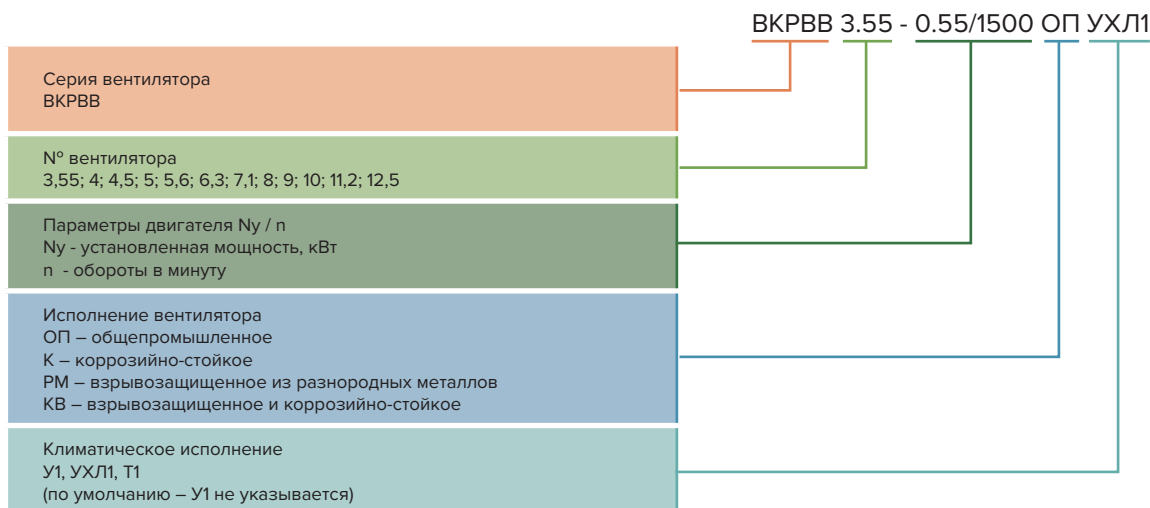 ВКРВВ 3.55 - 0.55/1500 ОП УХЛ1
Серия вентилятора
ВКРВВ
Nº вентилятора
3,55; 4; 4,5; 5; 5,6; 6,3; 7,1; 8; 9; 10; 11,2; 12,5
Параметры двигателя Ny / n
Ny - установленная мощность, кВт
n - обороты в минуту
Исполнение вентилятора
ОП – общепромышленное
К – коррозийно-стойкое
РМ – взрывозащищенное из разнородных металлов
КВ – взрывозащищенное и коррозийно-стойкое
Климатическое исполнение
У1, УХЛ1, Т1
(по умолчанию – У1 не указывается)